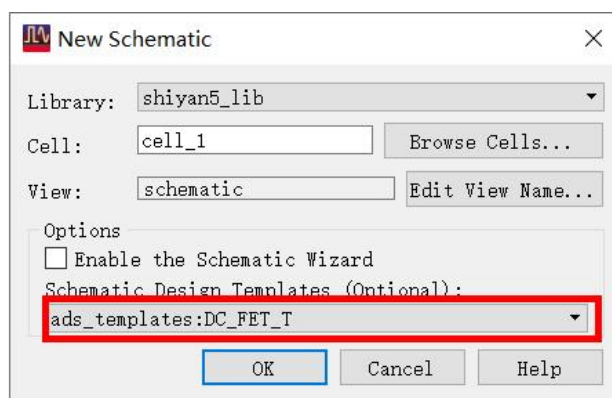 New Schematic
Library: shiyan5_lib
Cell: cell_1 Browse Cells...
View: schematic Edit View Name...
Options
Enable the Schematic Wizard
Schematic Design Templates (Optional):
ads_templates:DC_FET_T
OK Cancel Help